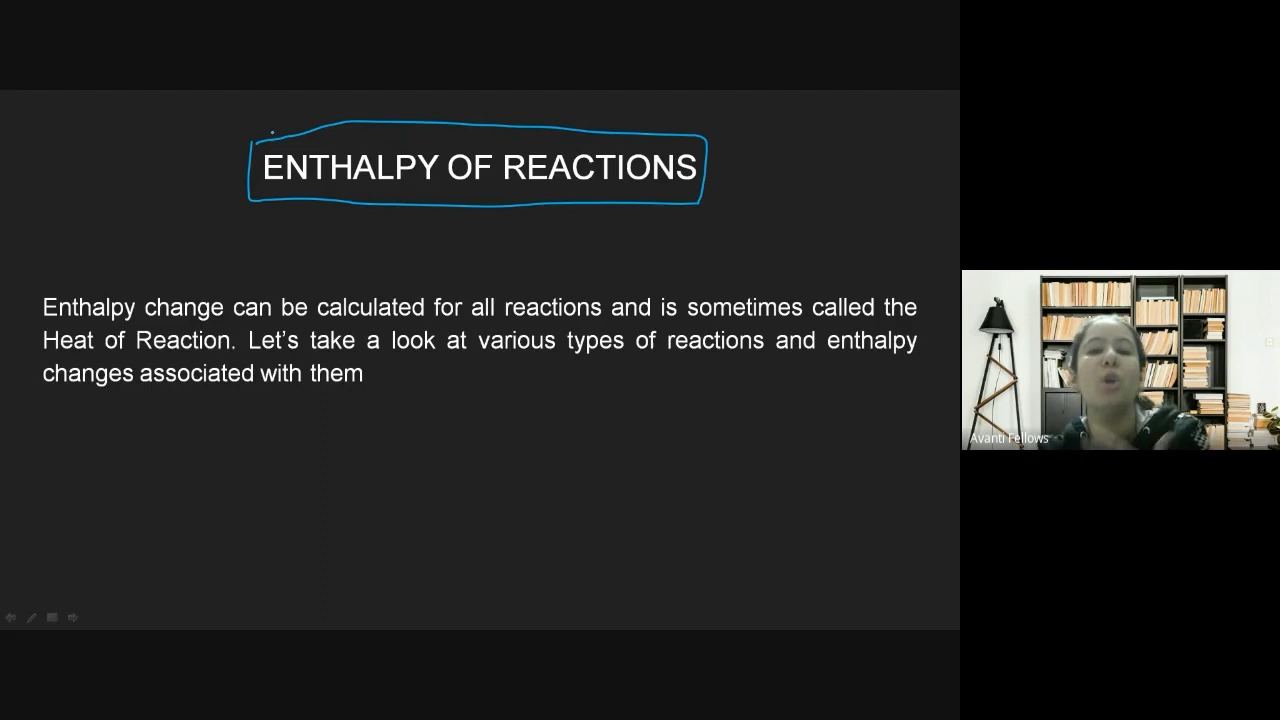 ENTHALPY OF REACTIONS
Enthalpy change can be calculated for all reactions and is sometimes called the
Heat of Reaction. Let’s take a look at various types of reactions and enthalpy
changes associated with them
Avanti Fellows